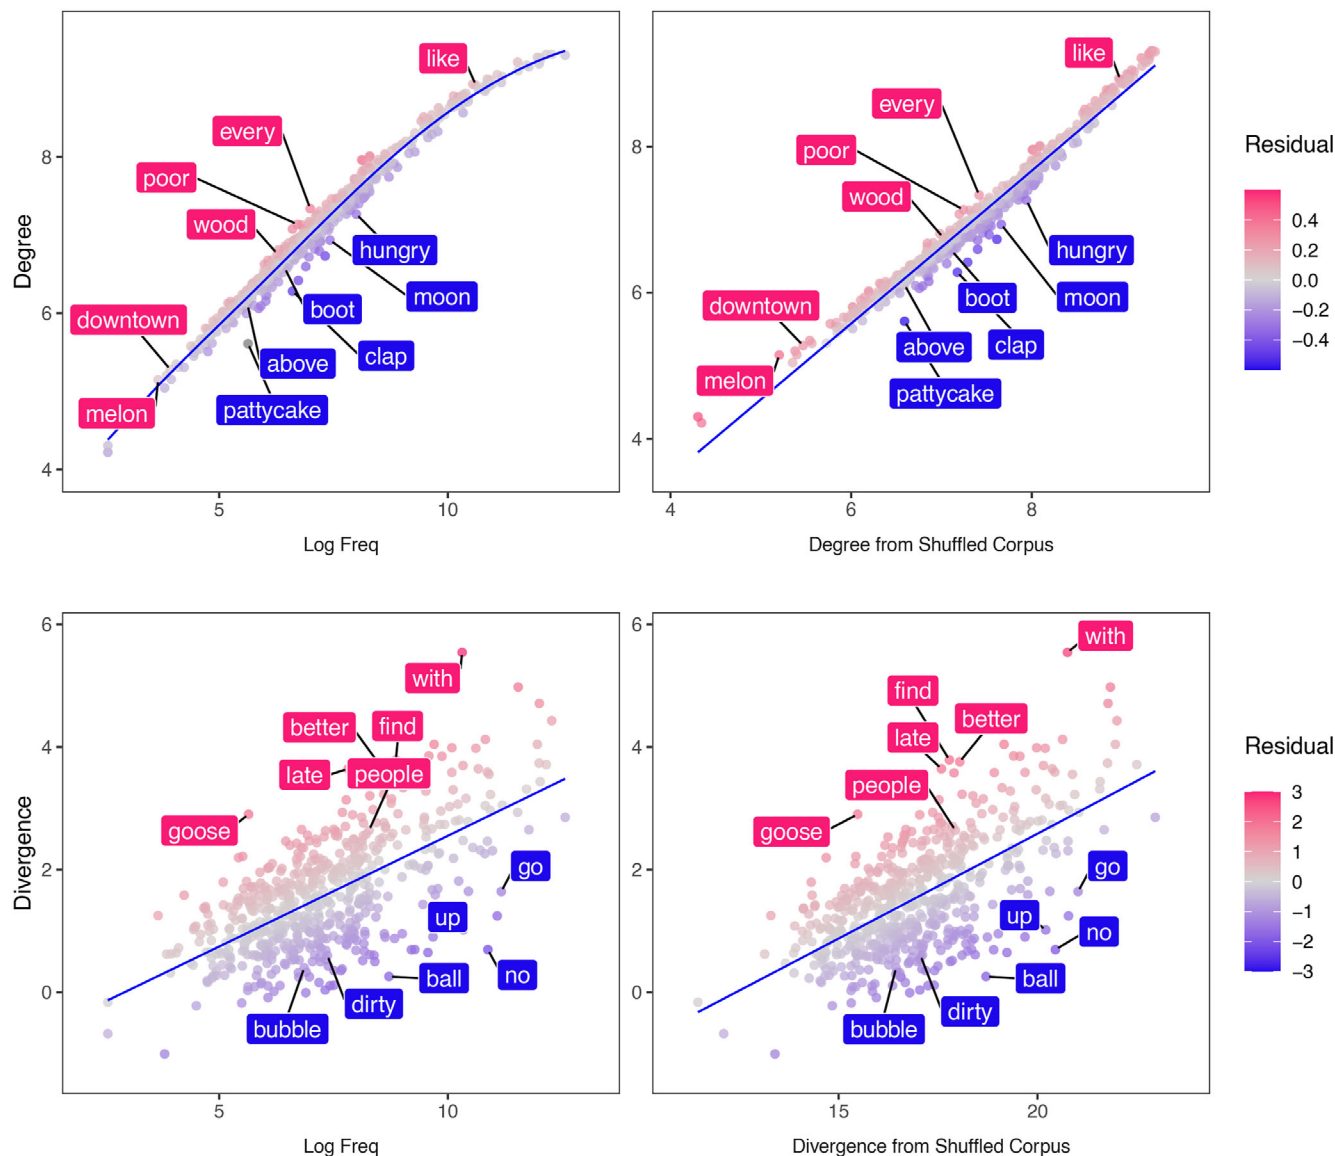 like
every
poor
wood
hungry
moon
boot
downtown
clap
above
melon
pattycake
Degree
8
6
4
5
10
Log Freq
like
every
poor
wood
hungry
moon
boot
downtown
clap
above
melon
pattycake
8
6
4
4
6
8
Degree from Shuffled Corpus
Residual
0.4
0.2
0.0
−0.2
−0.4
with
better
find
late
people
goose
go
up
no
ball
dirty
bubble
Divergence
6
4
2
0
5
10
Log Freq
with
find
better
late
people
goose
go
up
no
ball
dirty
bubble
6
4
2
0
15
20
Divergence from Shuffled Corpus
Residual
3
2
1
0
−1
−2
−3